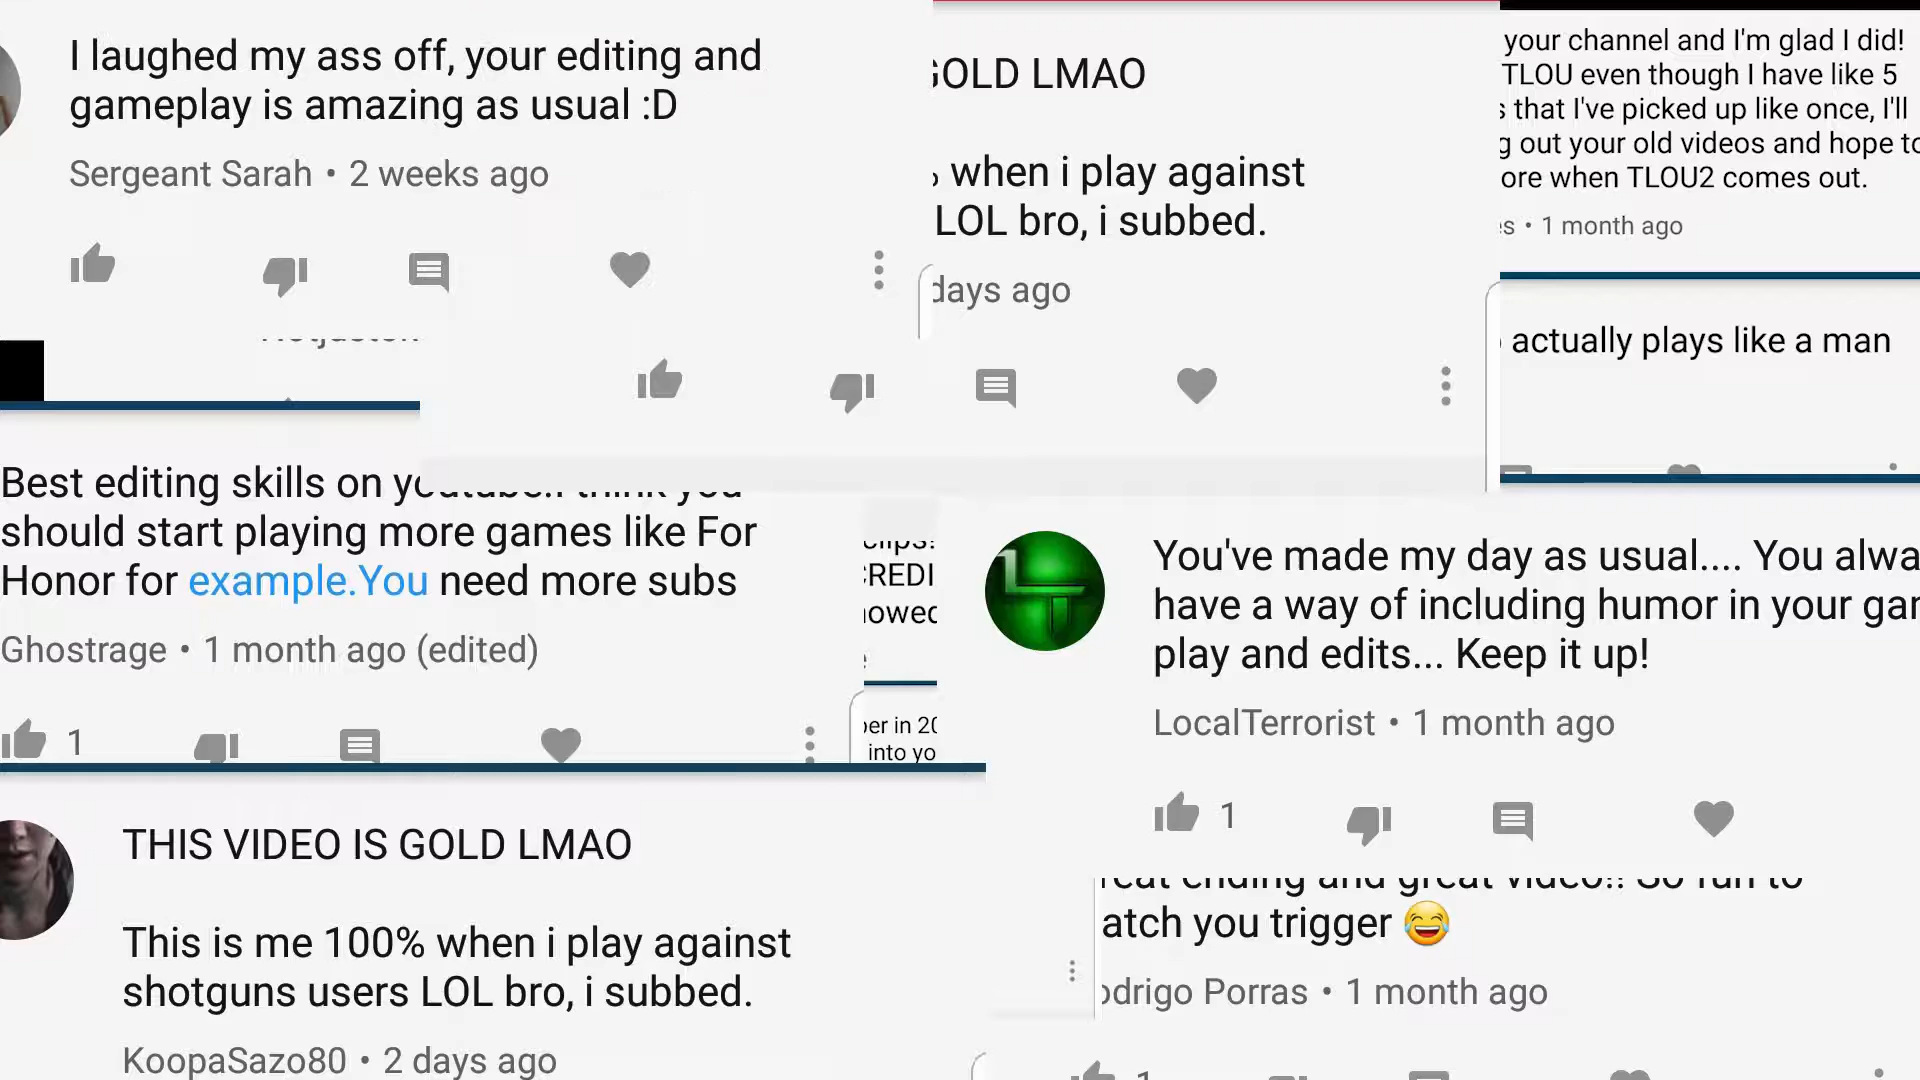 I laughed my ass off, your editing and
gameplay is amazing as usual :D
Sergeant Sarah • 2 weeks ago
GOLD LMAO
when i play against
LOL bro, i subbed.
days ago
your channel and I'm glad I did!
TLOU even though I have like 5
that I've picked up like once, I'll
out your old videos and hope to
when TLOU2 comes out.
• 1 month ago
actually plays like a man
Best editing skills on youtube.I think you
should start playing more games like For
Honor for example.You need more subs
Ghostrage • 1 month ago (edited)
1
in 20
into yo
You've made my day as usual.... You
have a way of including humor in your
play and edits... Keep it up!
LocalTerrorist • 1 month ago
1
THIS VIDEO IS GOLD LMAO
This is me 100% when i play against
shotguns users LOL bro, i subbed.
KoopaSazo80 • 2 days ago
ending and great video!! So fun to
you trigger 😂
Porras • 1 month ago
1